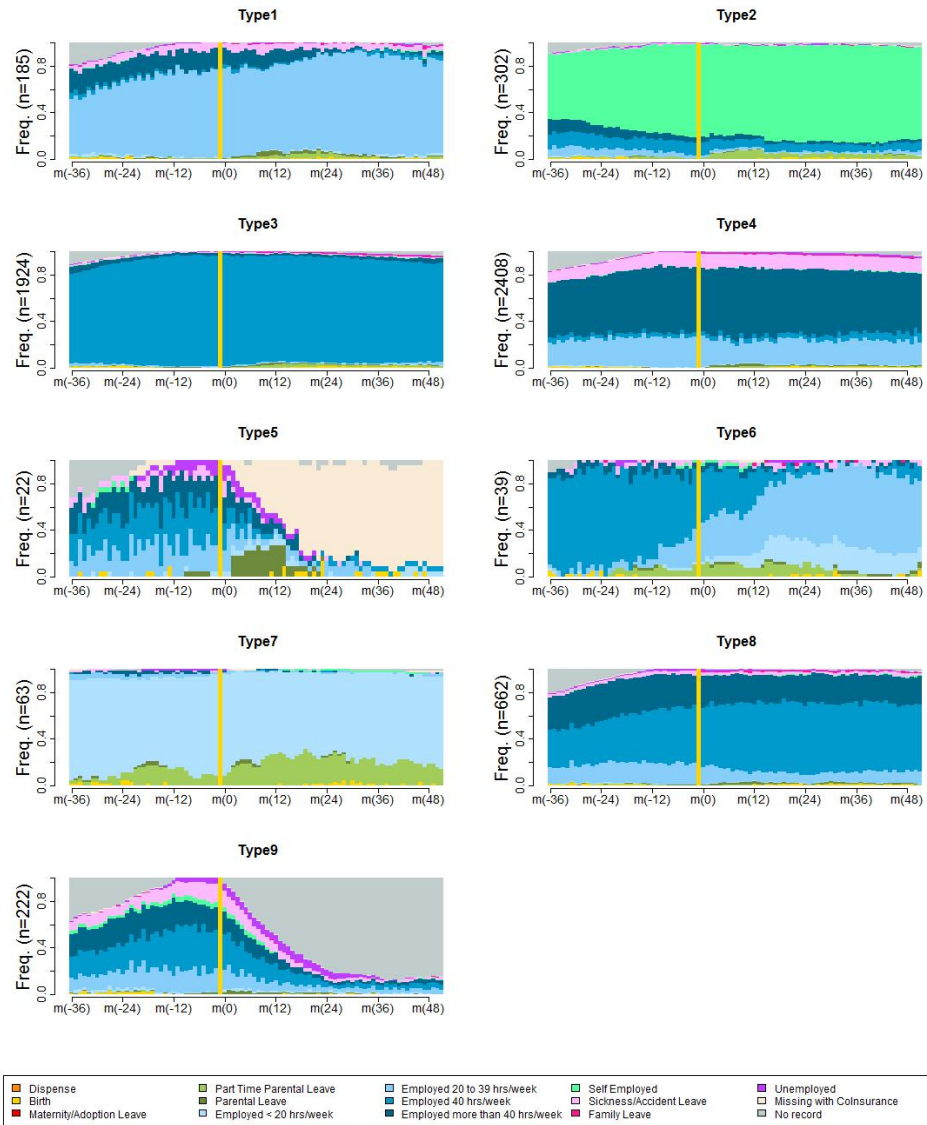 Type1
Type2
Freq. (n=185)
0.0 0.4 0.8
m(-36) m(-24) m(-12) m(0) m(12) m(24) m(36) m(48)
Freq. (n=302)
0.0 0.4 0.8
m(-36) m(-24) m(-12) m(0) m(12) m(24) m(36) m(48)
Type3
Type4
Freq. (n=1924)
0.0 0.4 0.8
m(-36) m(-24) m(-12) m(0) m(12) m(24) m(36) m(48)
Freq. (n=2408)
0.0 0.4 0.8
m(-36) m(-24) m(-12) m(0) m(12) m(24) m(36) m(48)
Type5
Type6
Freq. (n=22)
0.0 0.4 0.8
m(-36) m(-24) m(-12) m(0) m(12) m(24) m(36) m(48)
Freq. (n=39)
0.0 0.4 0.8
m(-36) m(-24) m(-12) m(0) m(12) m(24) m(36) m(48)
Type7
Type8
Freq. (n=63)
0.0 0.4 0.8
m(-36) m(-24) m(-12) m(0) m(12) m(24) m(36) m(48)
Freq. (n=662)
0.0 0.4 0.8
m(-36) m(-24) m(-12) m(0) m(12) m(24) m(36) m(48)
Type9
Freq. (n=222)
0.0 0.4 0.8
m(-36) m(-24) m(-12) m(0) m(12) m(24) m(36) m(48)
Dispense
Birth
Maternity/Adoption Leave
Part Time Parental Leave
Parental Leave
Employed < 20 hrs/week
Employed 20 to 39 hrs/week
Employed 40 hrs/week
Employed more than 40 hrs/week
Self Employed
Sickness/Accident Leave
Family Leave
Unemployed
Missing with CoInsurance
No record